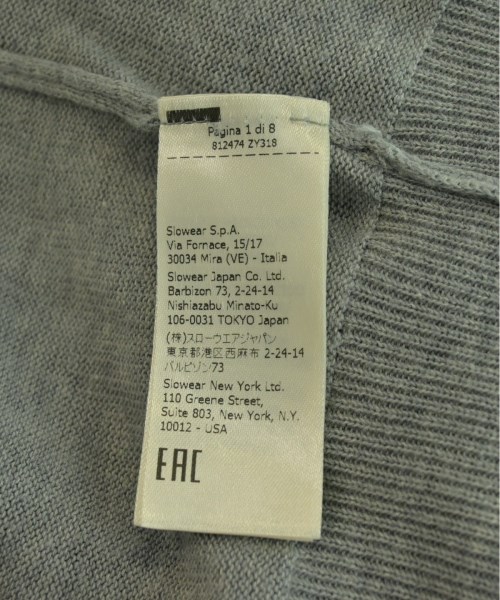 Pagina 1 di 8
812474 ZY318
Slowear S.p.A.
Via Fornace, 15/17
30034 Mira (VE) - Italia
Slowear Japan Co. Ltd.
Barbizon 73, 2-24-14
Nishiazabu Minato-Ku
106-0031 TOKYO Japan
(株)スローウエアジャパン
東京都港区西麻布 2-24-14
バルビゾン73
Slowear New York Ltd.
110 Greene Street,
Suite 803, New York, N.Y.
10012 - USA
EAC